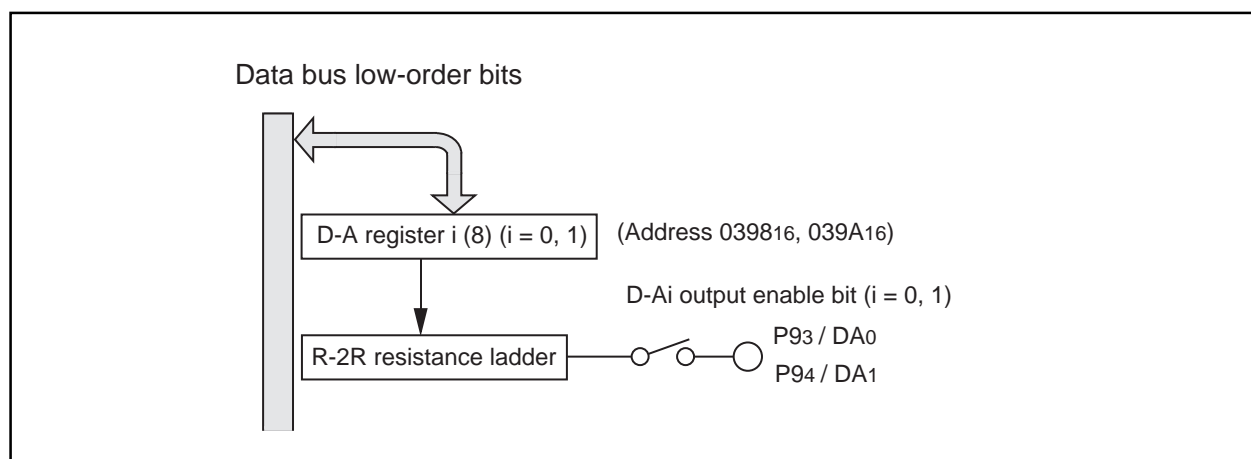 Data bus low-order bits
D-A register i (8) (i = 0, 1)
(Address 039816, 039A16)
D-Ai output enable bit (i = 0, 1)
R-2R resistance ladder
P93 / DA0
P94 / DA1